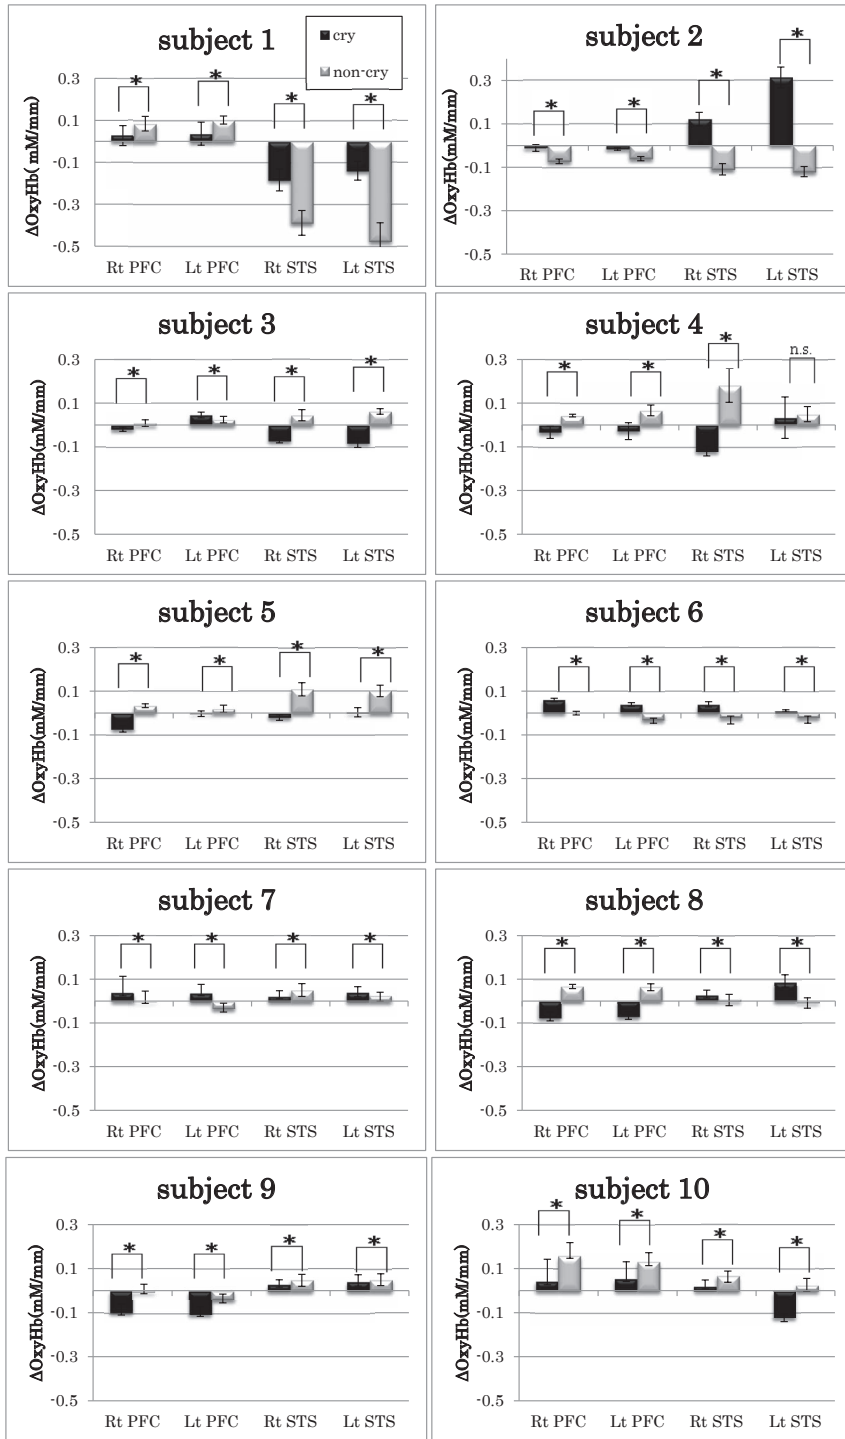 subject 1
cry
non-cry
*
*
*
*
0.3
0.1
-0.1
-0.3
-0.5
ΔOxyHb( mM/mm)
Rt PFC Lt PFC Rt STS Lt STS
subject 2
*
*
*
*
0.3
0.1
-0.1
-0.3
-0.5
ΔOxyHb(mM/mm)
Rt PFC Lt PFC Rt STS Lt STS
subject 3
*
*
*
*
0.3
0.1
-0.1
-0.3
-0.5
ΔOxyHb(mM/mm)
Rt PFC Lt PFC Rt STS Lt STS
subject 4
*
*
*
n.s.
0.3
0.1
-0.1
-0.3
-0.5
ΔOxyHb(mM/mm)
Rt PFC Lt PFC Rt STS Lt STS
subject 5
*
*
*
*
0.3
0.1
-0.1
-0.3
-0.5
ΔOxyHb(mM/mm)
Rt PFC Lt PFC Rt STS Lt STS
subject 6
*
*
*
*
0.3
0.1
-0.1
-0.3
-0.5
ΔOxyHb(mM/mm)
Rt PFC Lt PFC Rt STS Lt STS
subject 7
*
*
*
*
0.3
0.1
-0.1
-0.3
-0.5
ΔOxyHb(mM/mm)
Rt PFC Lt PFC Rt STS Lt STS
subject 8
*
*
*
*
0.3
0.1
-0.1
-0.3
-0.5
ΔOxyHb(mM/mm)
Rt PFC Lt PFC Rt STS Lt STS
subject 9
*
*
*
*
0.3
0.1
-0.1
-0.3
-0.5
ΔOxyHb(mM/mm)
Rt PFC Lt PFC Rt STS Lt STS
subject 10
*
*
*
*
0.3
0.1
-0.1
-0.3
-0.5
ΔOxyHb(mM/mm)
Rt PFC Lt PFC Rt STS Lt STS